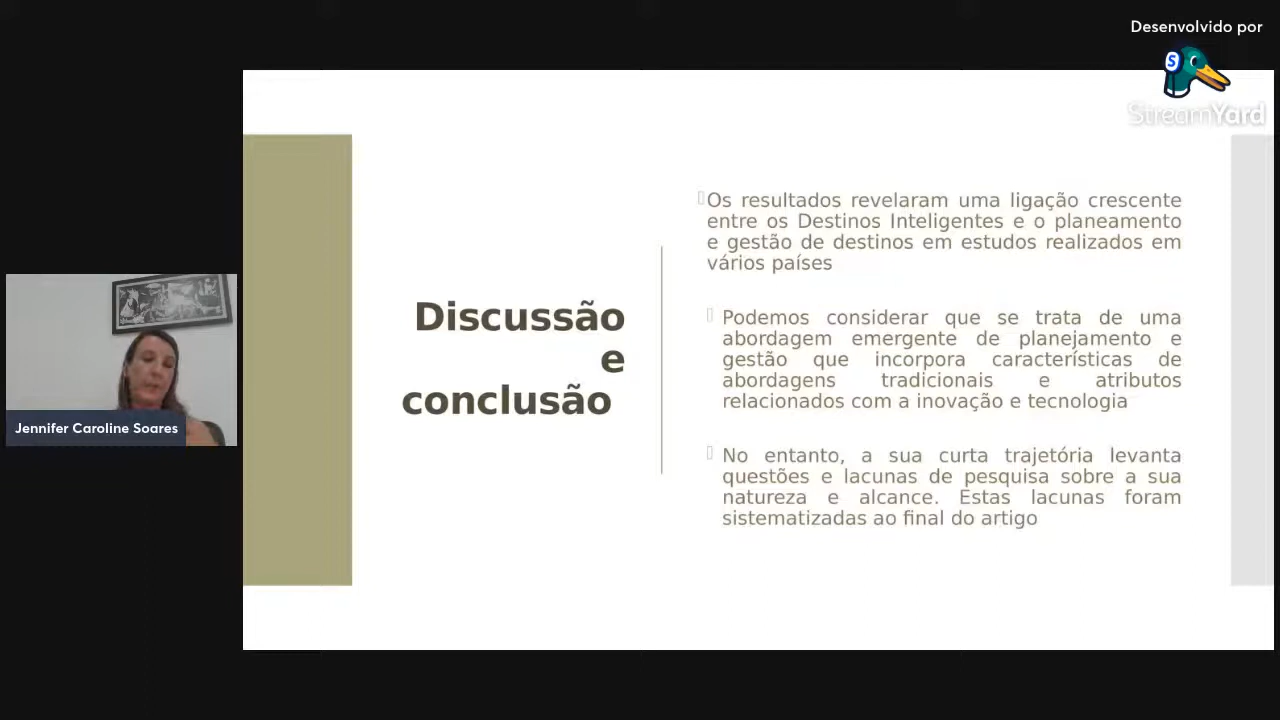 Desenvolvido por
StreamYard
Jennifer Caroline Soares
Discussão
e
conclusão
Os resultados revelaram uma ligação crescente
entre os Destinos Inteligentes e o planeamento
e gestão de destinos em estudos realizados em
vários países
Podemos considerar que se trata de uma
abordagem emergente de planejamento e
gestão que incorpora características de
abordagens tradicionais e atributos
relacionados com a inovação e tecnologia
No entanto, a sua curta trajetória levanta
questões e lacunas de pesquisa sobre a sua
natureza e alcance. Estas lacunas foram
sistematizadas ao final do artigo